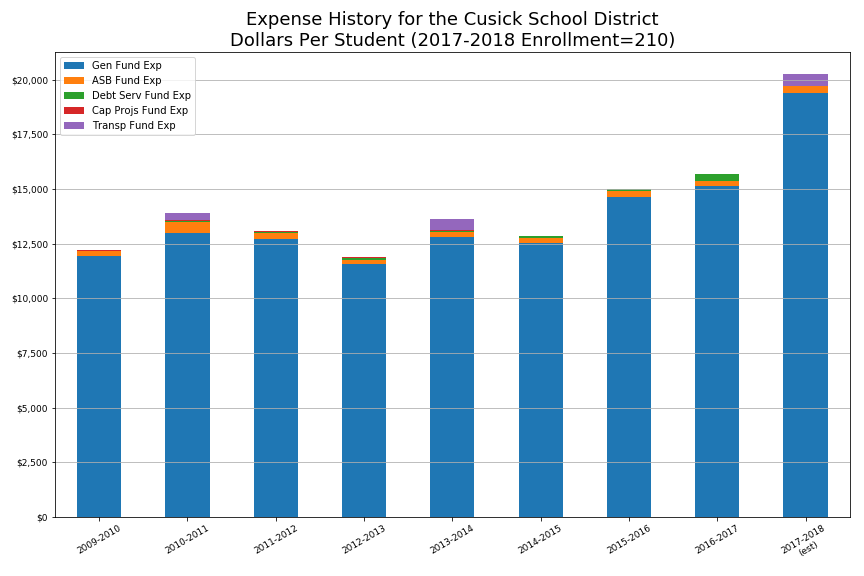 Expense History for the Cusick School District
Dollars Per Student (2017-2018 Enrollment=210)
Gen Fund Exp
ASB Fund Exp
Debt Serv Fund Exp
Cap Projs Fund Exp
Transp Fund Exp
$20,000
$17,500
$15,000
$12,500
$10,000
$7,500
$5,000
$2,500
$0
2009-2010
2010-2011
2011-2012
2012-2013
2013-2014
2014-2015
2015-2016
2016-2017
2017-2018
(est)